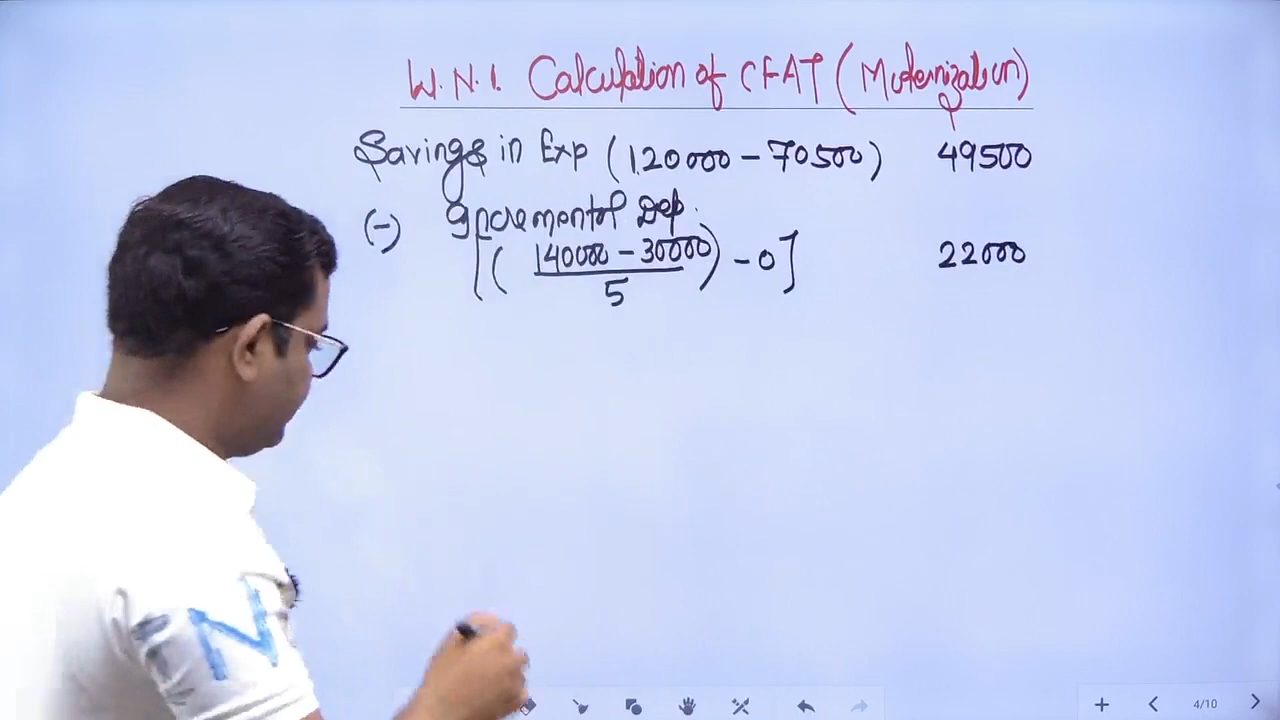 W.N.1. Calculation of CFAT (Modernization)
Savings in Exp (120000 - 70500) 49500
(-) Incremental Dep.
[(140000 - 30000) - 0] 22000
5
N
4/10